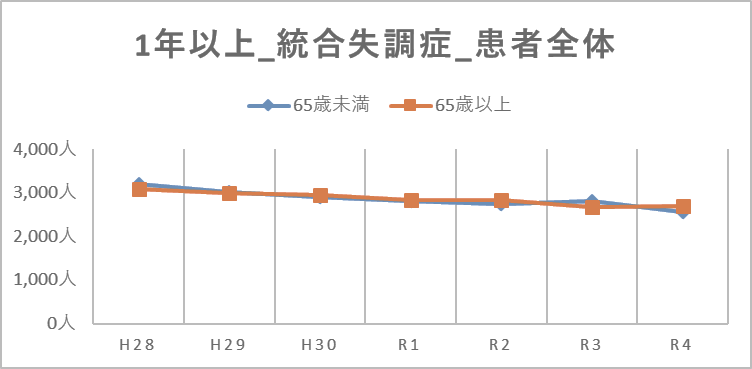 1年以上_統合失調症_患者全体
65歳未満 65歳以上
4,000人
3,000人
2,000人
1,000人
0人
H28 H29 H30 R1 R2 R3 R4